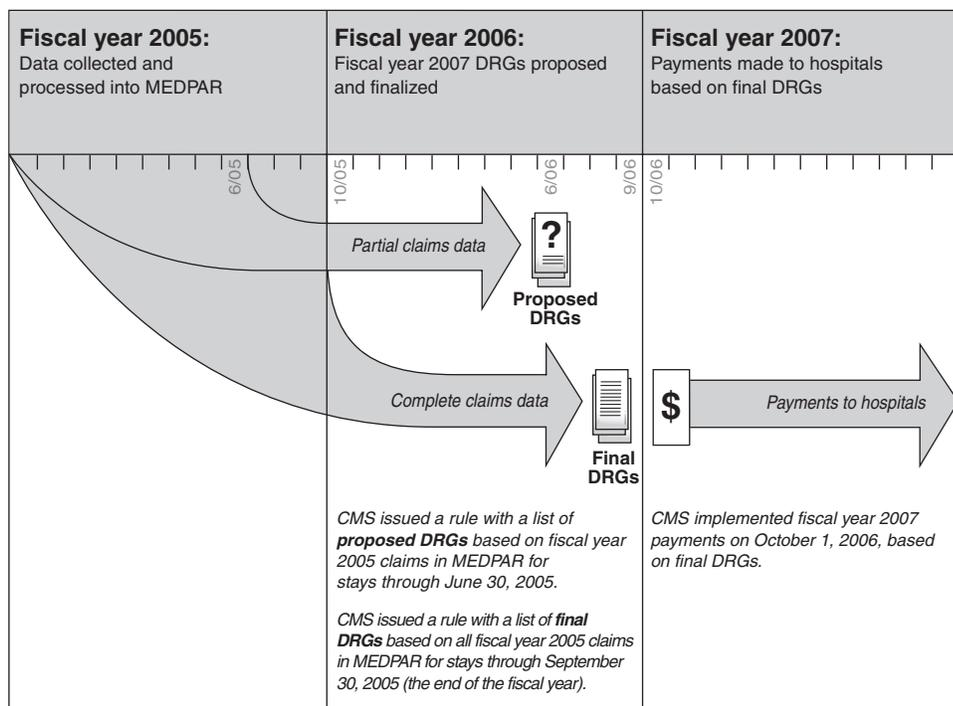 Fiscal year 2005:
Data collected and
processed into MEDPAR
Fiscal year 2006:
Fiscal year 2007 DRGs proposed
and finalized
Fiscal year 2007:
Payments made to hospitals
based on final DRGs
6/05
10/05
6/06
9/06
10/06
Partial claims data
?
Proposed
DRGs
Complete claims data
Final
DRGs
$
Payments to hospitals
CMS issued a rule with a list of
proposed DRGs based on fiscal year
2005 claims in MEDPAR for
stays through June 30, 2005.
CMS issued a rule with a list of final
DRGs based on all fiscal year 2005 claims
in MEDPAR for stays through September
30, 2005 (the end of the fiscal year).
CMS implemented fiscal year 2007
payments on October 1, 2006, based
on final DRGs.